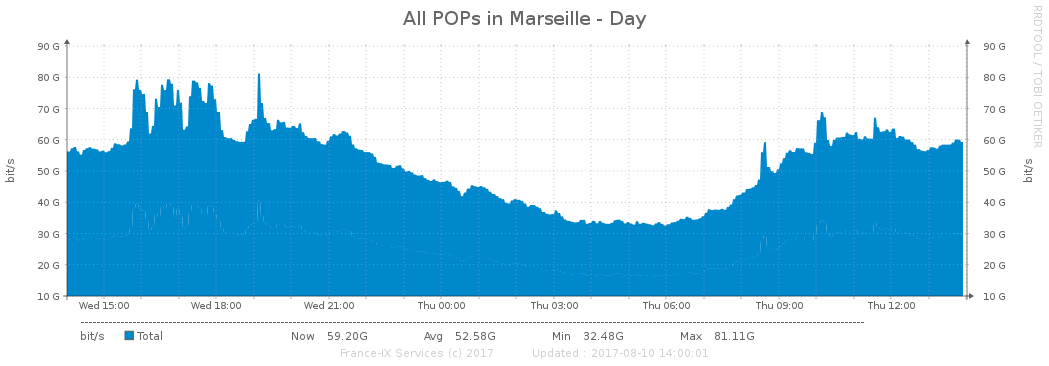 All POPs in Marseille - Day
RRDTOOL / TOBI OETIKER
90 G 90 G
80 G 80 G
70 G 70 G
60 G 60 G
50 G 50 G
40 G 40 G
30 G 30 G
20 G 20 G
10 G 10 G
bit/s
bit/s
Wed 15:00 Wed 18:00 Wed 21:00 Thu 00:00 Thu 03:00 Thu 06:00 Thu 09:00 Thu 12:00
bit/s Total Now 59.20G Avg 52.58G Min 32.48G Max 81.11G
France-IX Services (c) 2017 Updated : 2017-08-10 14:00:01